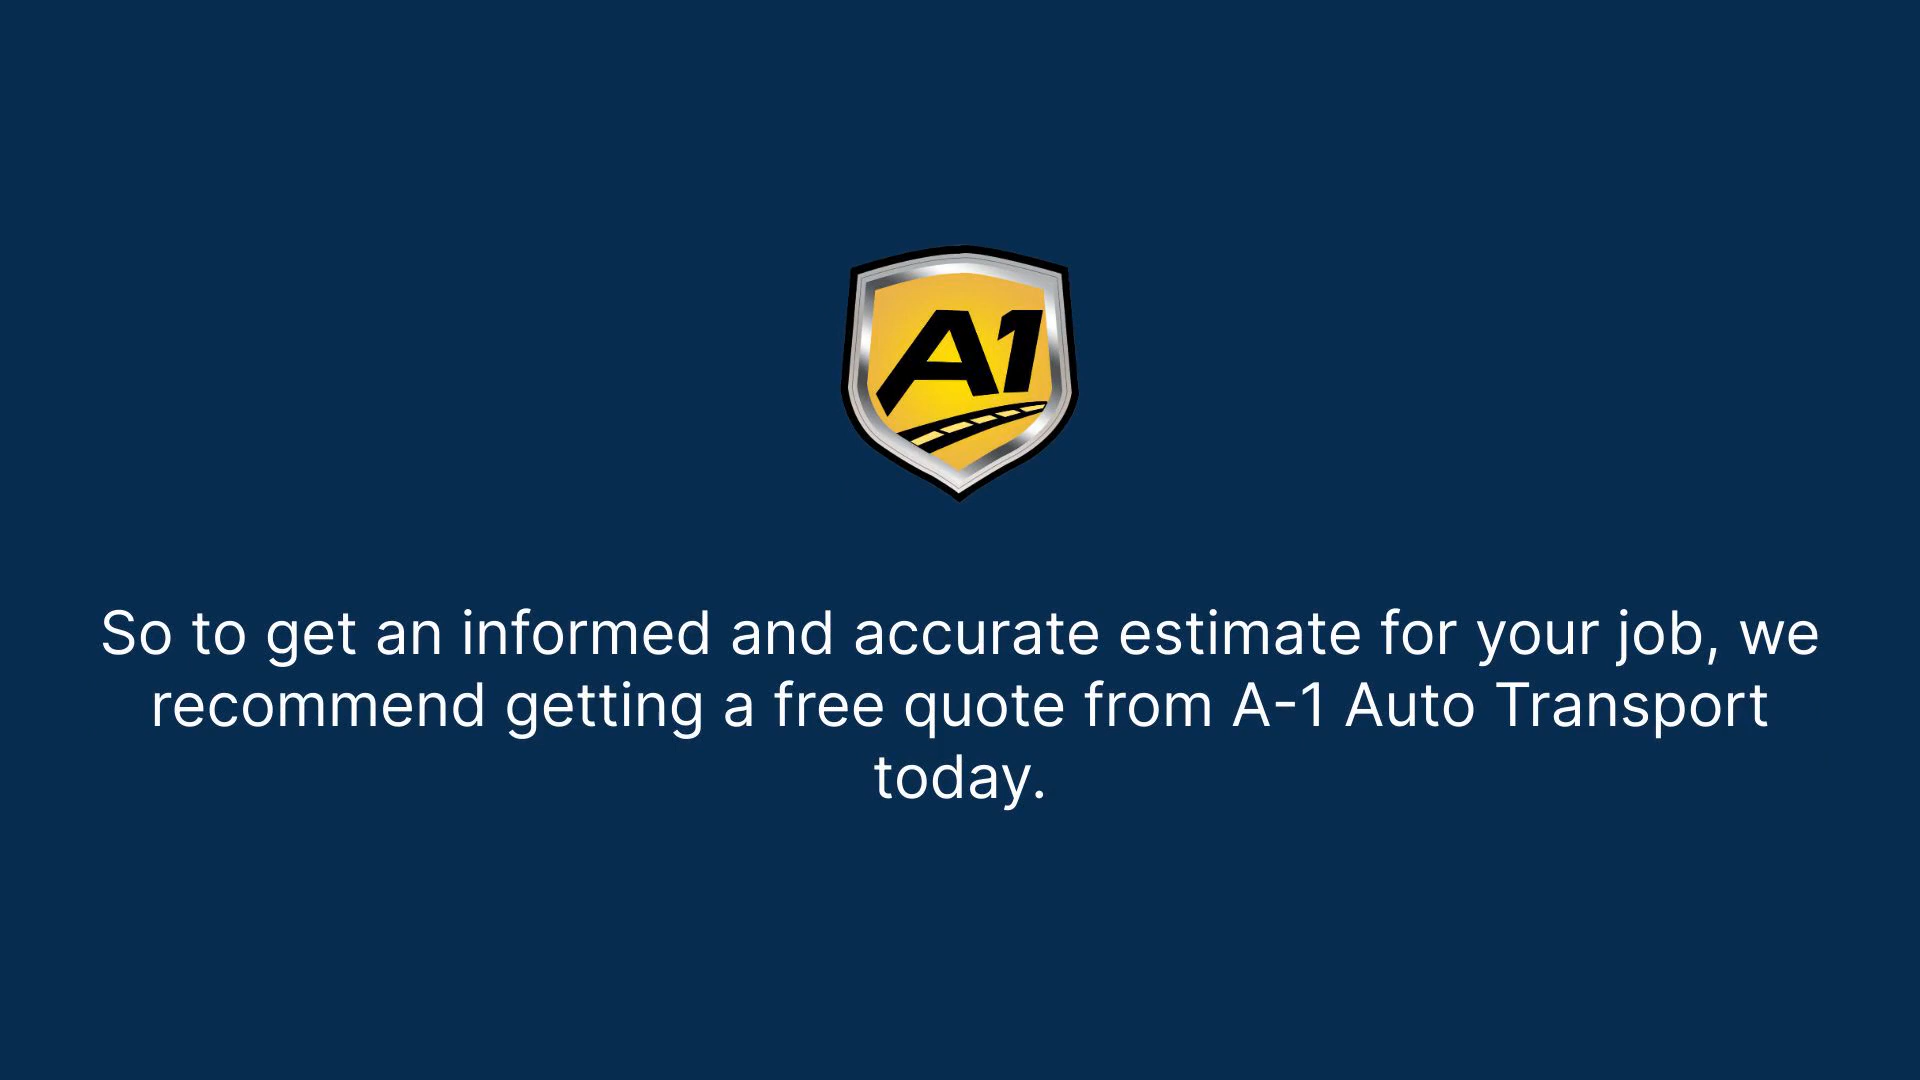 A1
So to get an informed and accurate estimate for your job, we
recommend getting a free quote from A-1 Auto Transport
today.